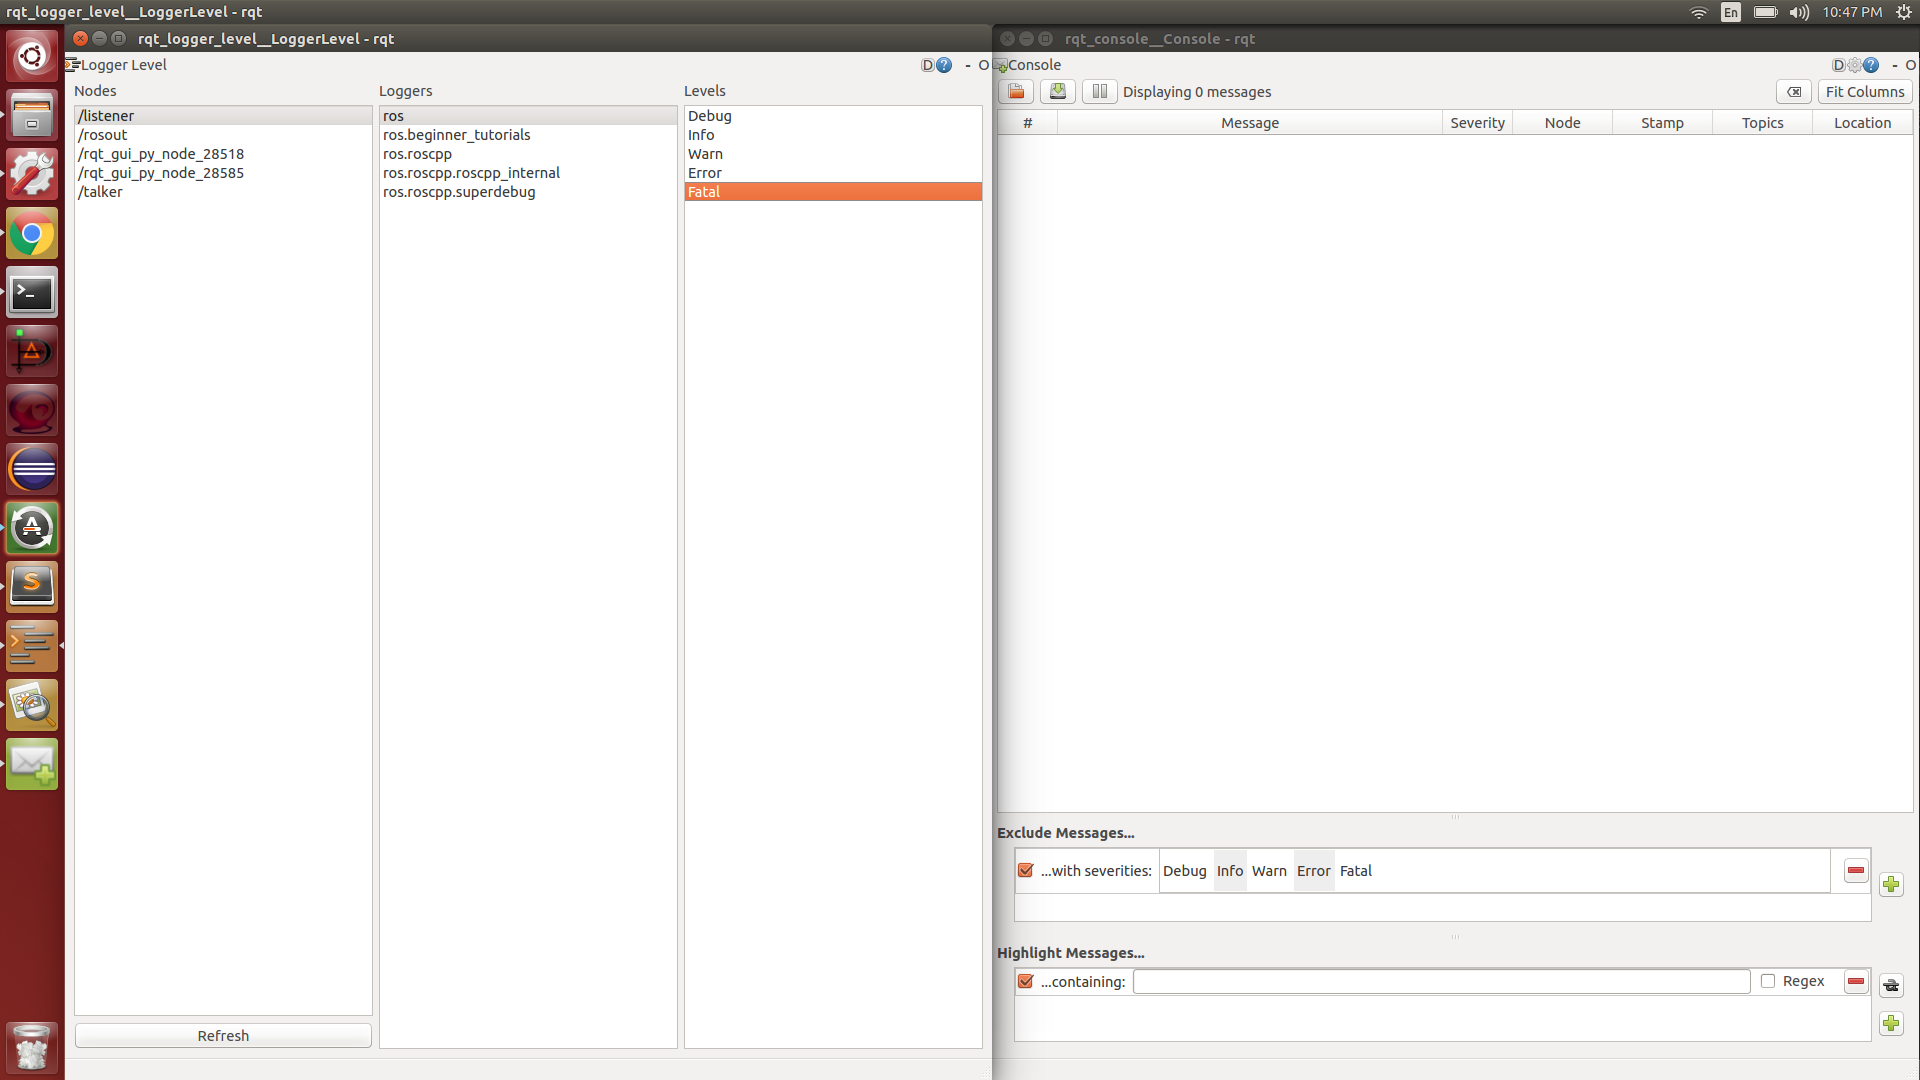 rqt_logger_level__LoggerLevel - rqt
En
10:47 PM
rqt_logger_level__LoggerLevel - rqt
Logger Level
D
?
-
O
Nodes
/listener
/rosout
/rqt_gui_py_node_28518
/rqt_gui_py_node_28585
/talker
Refresh
Loggers
ros
ros.beginner_tutorials
ros.roscpp
ros.roscpp.roscpp_internal
ros.roscpp.superdebug
Levels
Debug
Info
Warn
Error
Fatal
rqt_console__Console - rqt
Console
D
?
-
O
Displaying 0 messages
Fit Columns
# Message Severity Node Stamp Topics Location
Exclude Messages...
...with severities: Debug Info Warn Error Fatal
Highlight Messages...
...containing: Regex